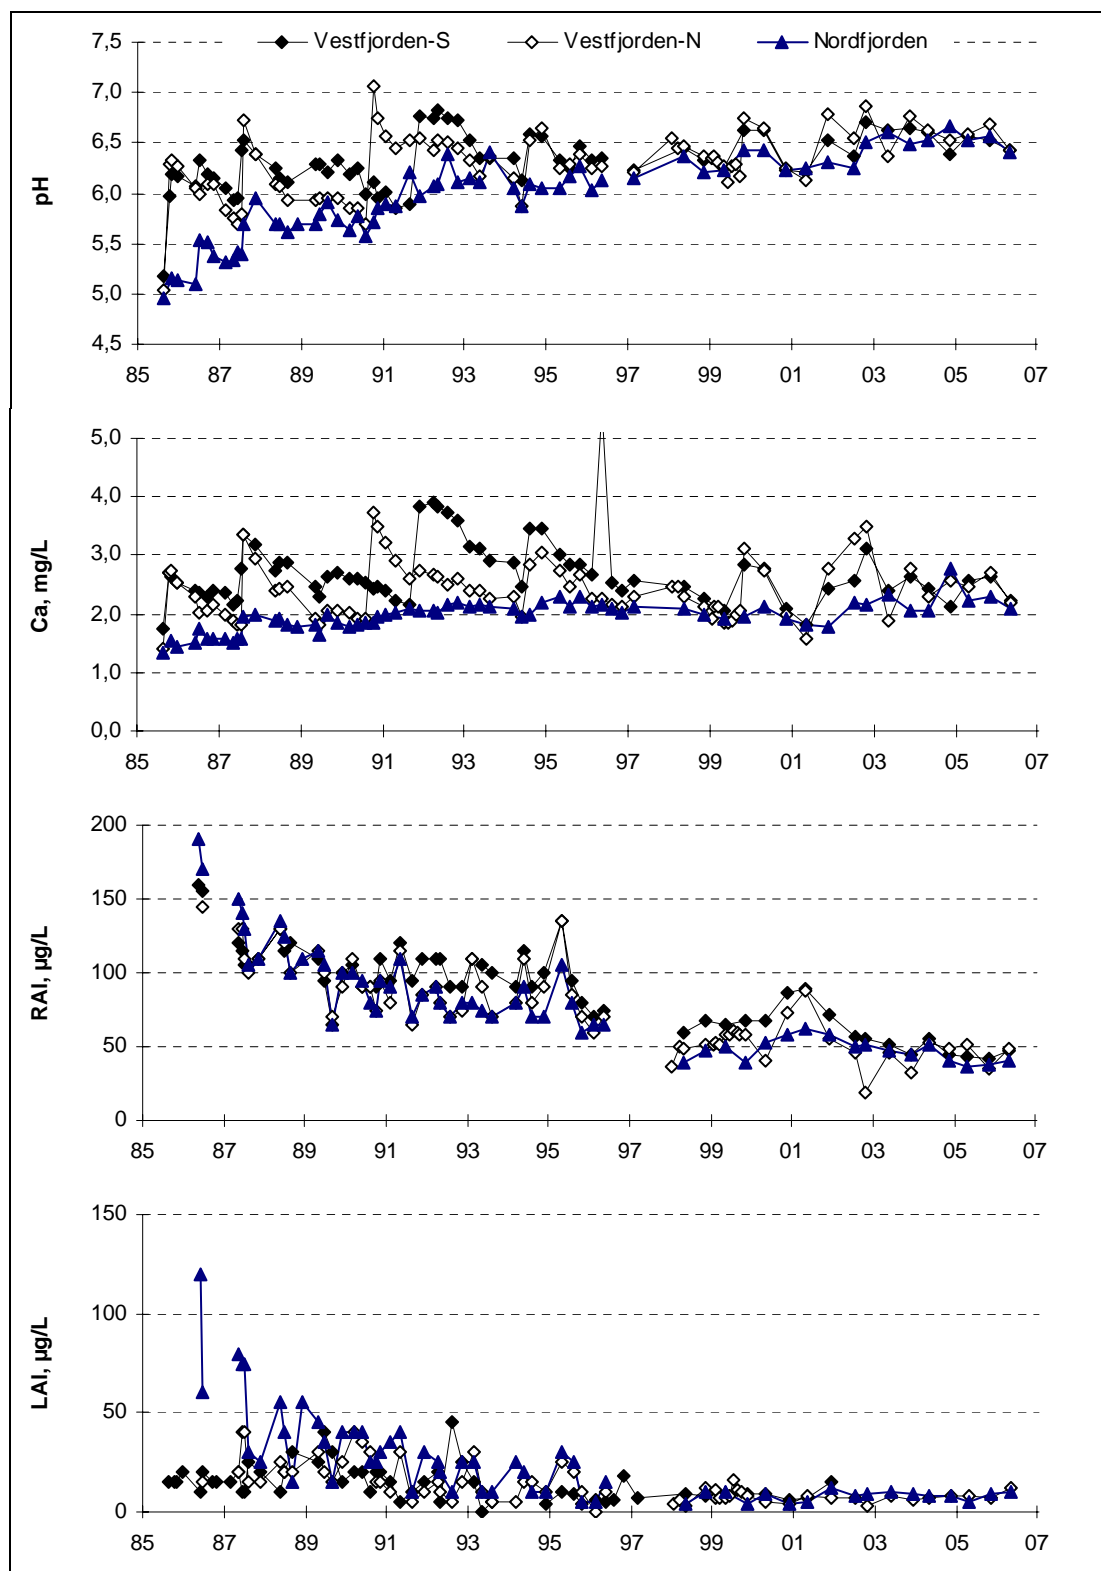 Vestfjorden-S Vestfjorden-N Nordfjorden
pH
7,5
7,0
6,5
6,0
5,5
5,0
4,5
85 87 89 91 93 95 97 99 01 03 05 07
Ca, mg/L
5,0
4,0
3,0
2,0
1,0
0,0
85 87 89 91 93 95 97 99 01 03 05 07
RAl, µg/L
200
150
100
50
0
85 87 89 91 93 95 97 99 01 03 05 07
LAl, µg/L
150
100
50
0
85 87 89 91 93 95 97 99 01 03 05 07